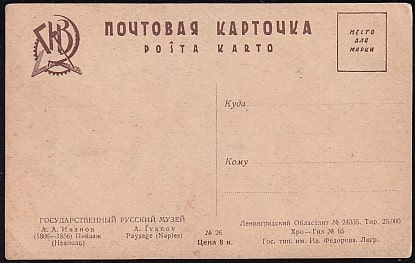 ПОЧТОВАЯ КАРТОЧКА
POŜTA KARTO
МЕСТО
ДЛЯ
МАРКИ
Куда
Кому
ГОСУДАРСТВЕННЫЙ РУССКИЙ МУЗЕЙ
А. А. Иванов
(1806—1858) Пейзаж
(Неаполь)
A. Ivanov
Paysage (Naples)
№ 26
Цена 8 к.
Ленинградский Областлит № 24335. Тир. 25.000
Хро—Гиз № 65
Гос. тип. им. Ив. Федорова. Лнгр.